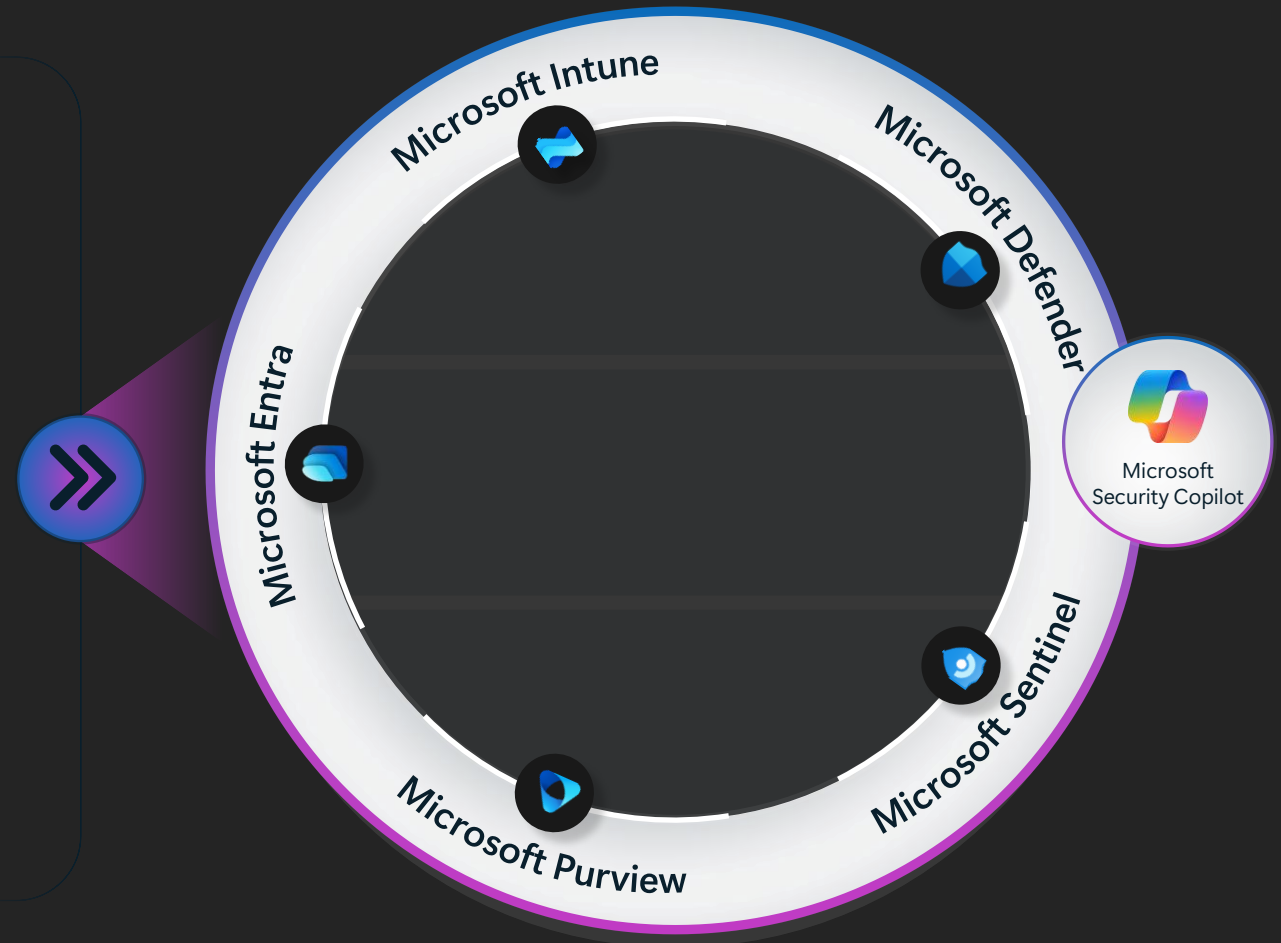 Microsoft Intune
Microsoft Defender
Microsoft Entra
Microsoft
Security Copilot
Microsoft Sentinel
Microsoft Purview